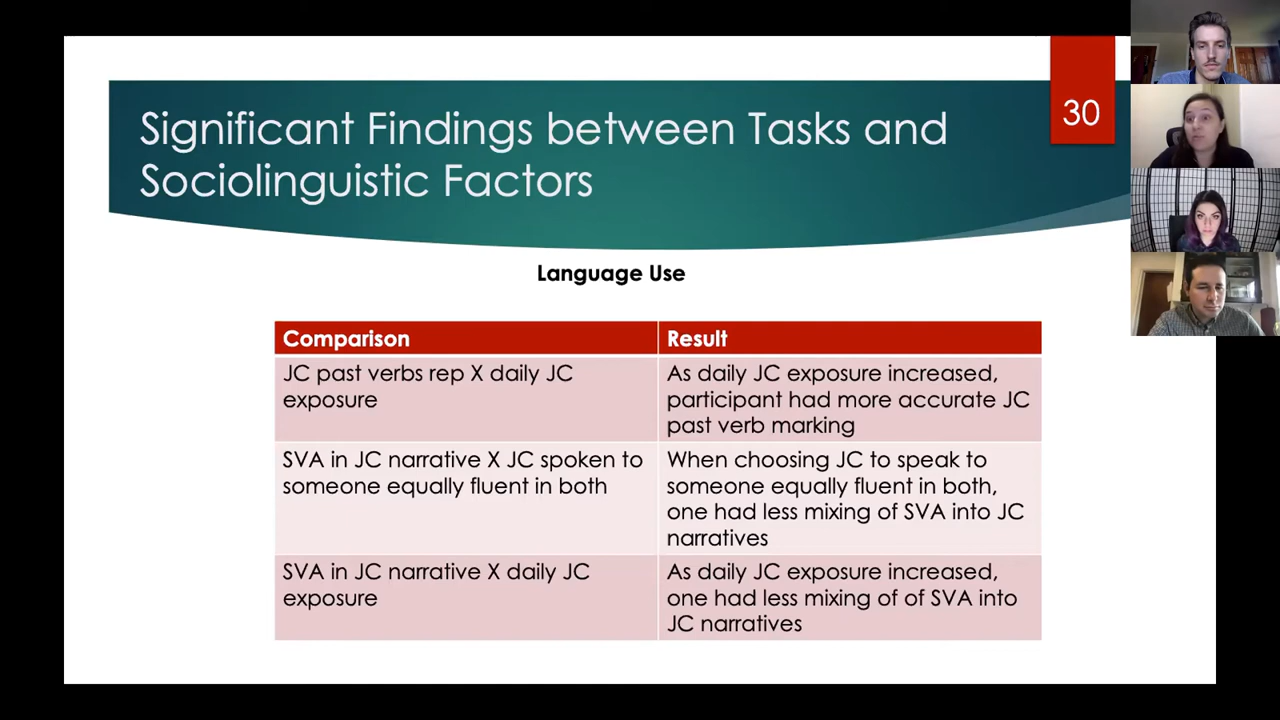 30
Significant Findings between Tasks and
Sociolinguistic Factors
Language Use
Comparison
Result
JC past verbs rep X daily JC
exposure
As daily JC exposure increased,
participant had more accurate JC
past verb marking
SVA in JC narrative X JC spoken to
someone equally fluent in both
When choosing JC to speak to
someone equally fluent in both,
one had less mixing of SVA into JC
narratives
SVA in JC narrative X daily JC
exposure
As daily JC exposure increased,
one had less mixing of of SVA into
JC narratives